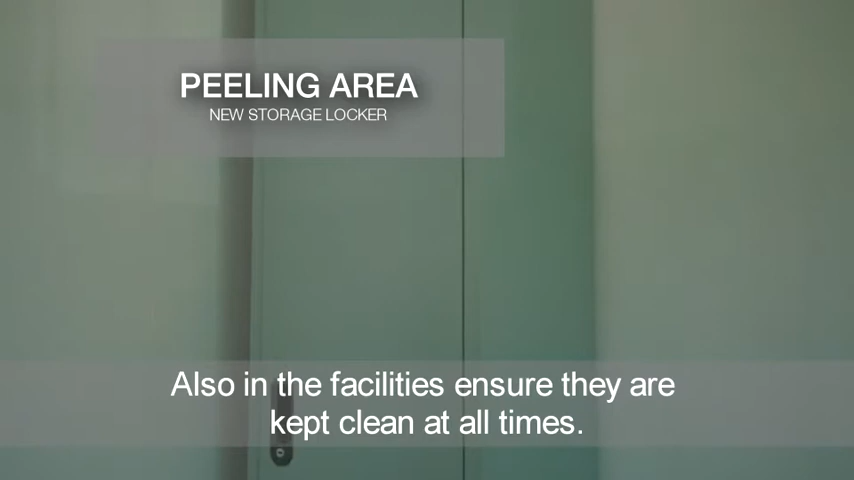 PEELING AREA
NEW STORAGE LOCKER
Also in the facilities ensure they are
kept clean at all times.